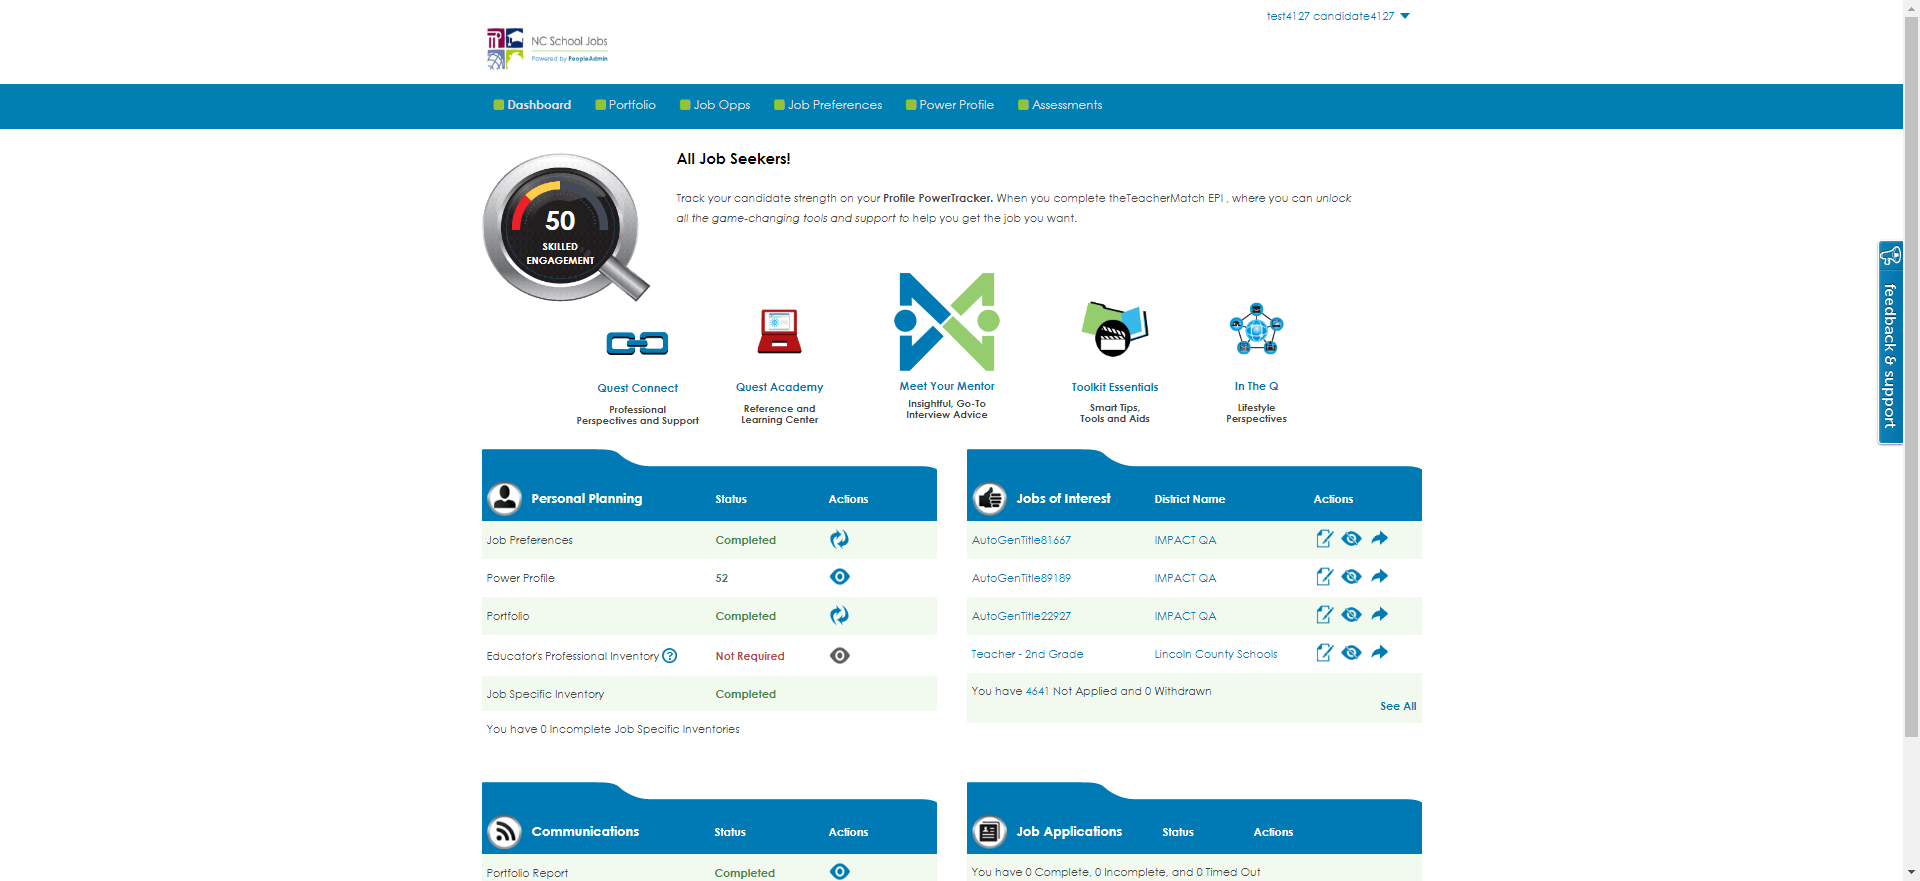 test4127 candidate4127
NC School Jobs
Powered by PeopleAdmin
Dashboard Portfolio Job Opps Job Preferences Power Profile Assessments
All Job Seekers!
Track your candidate strength on your Profile PowerTracker. When you complete theTeacherMatch EPI , where you can unlock
all the game-changing tools and support to help you get the job you want.
50
SKILLED
ENGAGEMENT
feedback & support
Quest Connect
Professional
Perspectives and Support
Quest Academy
Reference and
Learning Center
Meet Your Mentor
Insightful, Go-To
Interview Advice
Toolkit Essentials
Smart Tips,
Tools and Aids
In The Q
Lifestyle
Perspectives
Personal Planning Status Actions
Job Preferences Completed
Power Profile 52
Portfolio Completed
Educator's Professional Inventory ? Not Required
Job Specific Inventory Completed
You have 0 Incomplete Job Specific Inventories
Jobs of Interest District Name Actions
AutoGenTitle81667 IMPACT QA
AutoGenTitle89189 IMPACT QA
AutoGenTitle22927 IMPACT QA
Teacher - 2nd Grade Lincoln County Schools
You have 4641 Not Applied and 0 Withdrawn
See All
Communications Status Actions
Portfolio Report Completed
Job Applications Status Actions
You have 0 Complete, 0 Incomplete, and 0 Timed Out